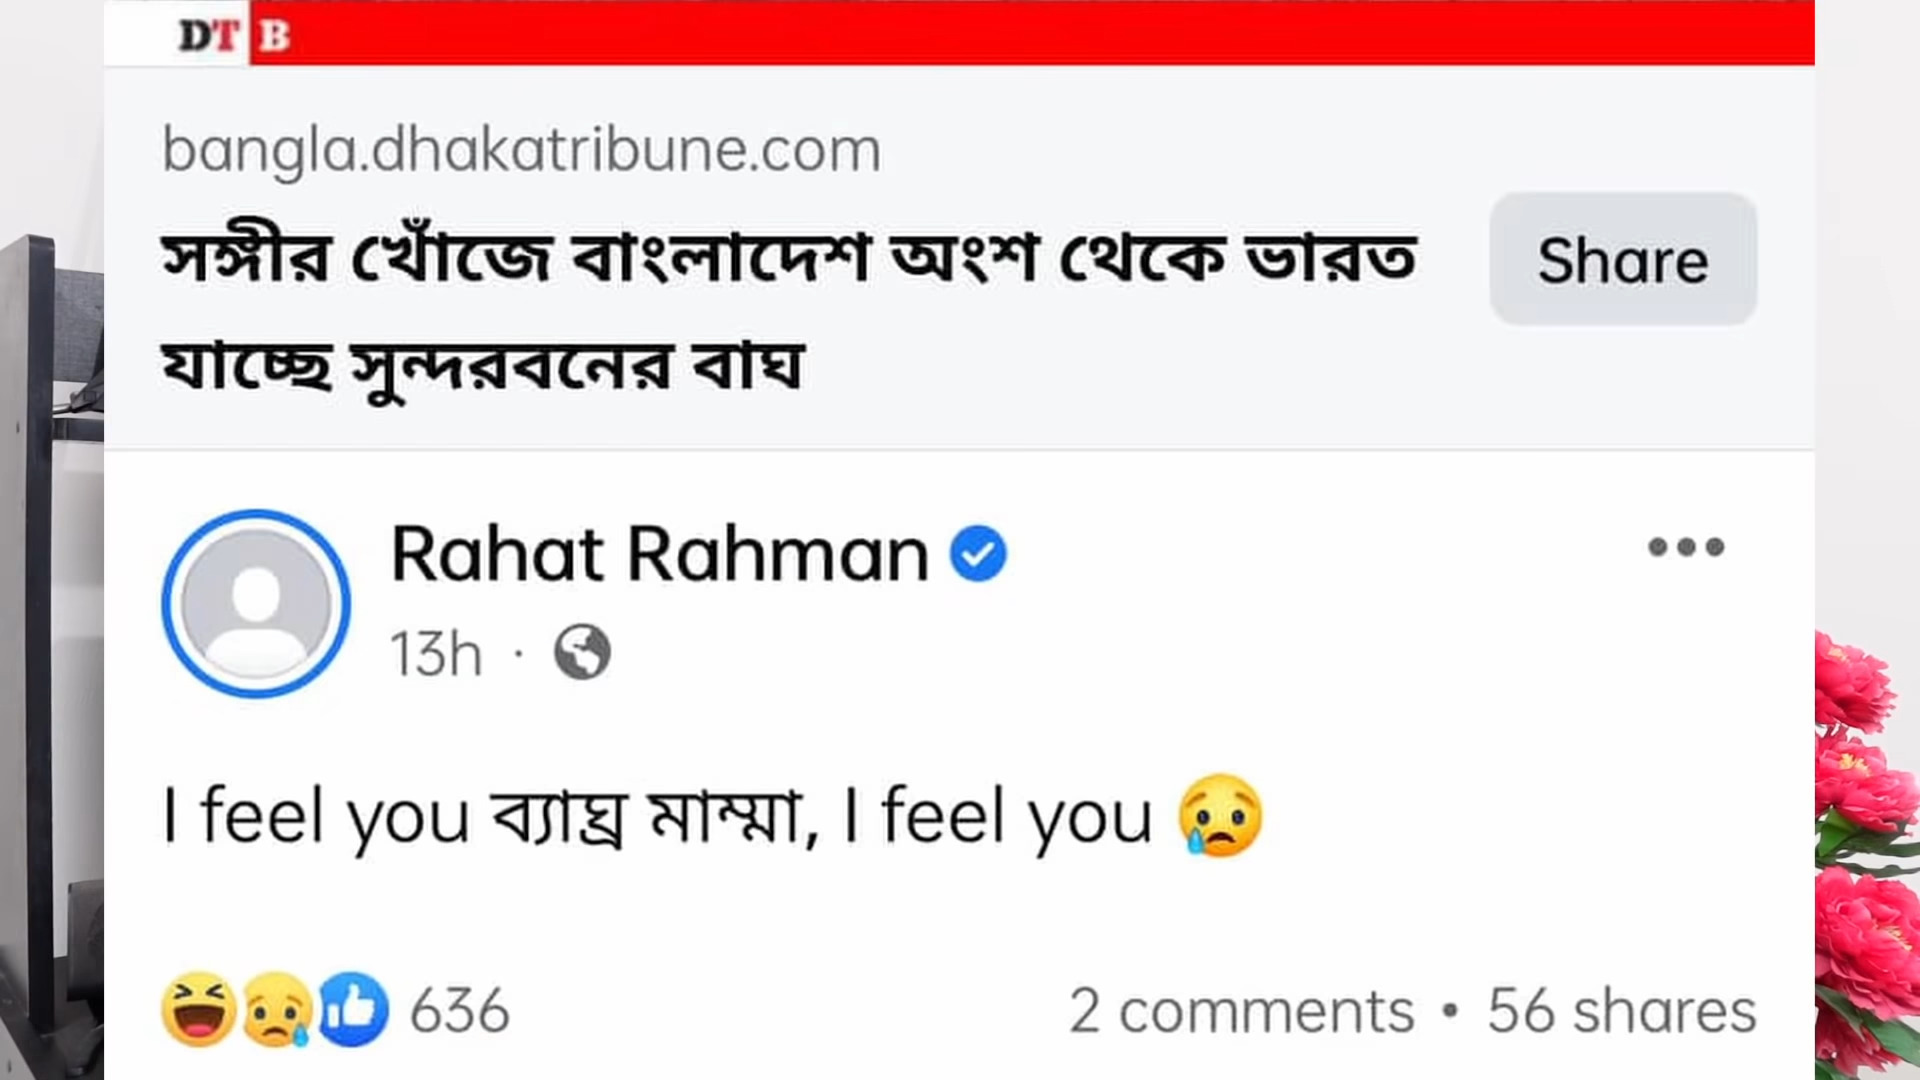 DT B
bangla.dhakatribune.com
সঙ্গীর খোঁজে বাংলাদেশ অংশ থেকে ভারত
যাচ্ছে সুন্দরবনের বাঘ
Share
Rahat Rahman
13h ·
I feel you ব্যাঘ্র মাম্মা, I feel you 😥
636
2 comments • 56 shares